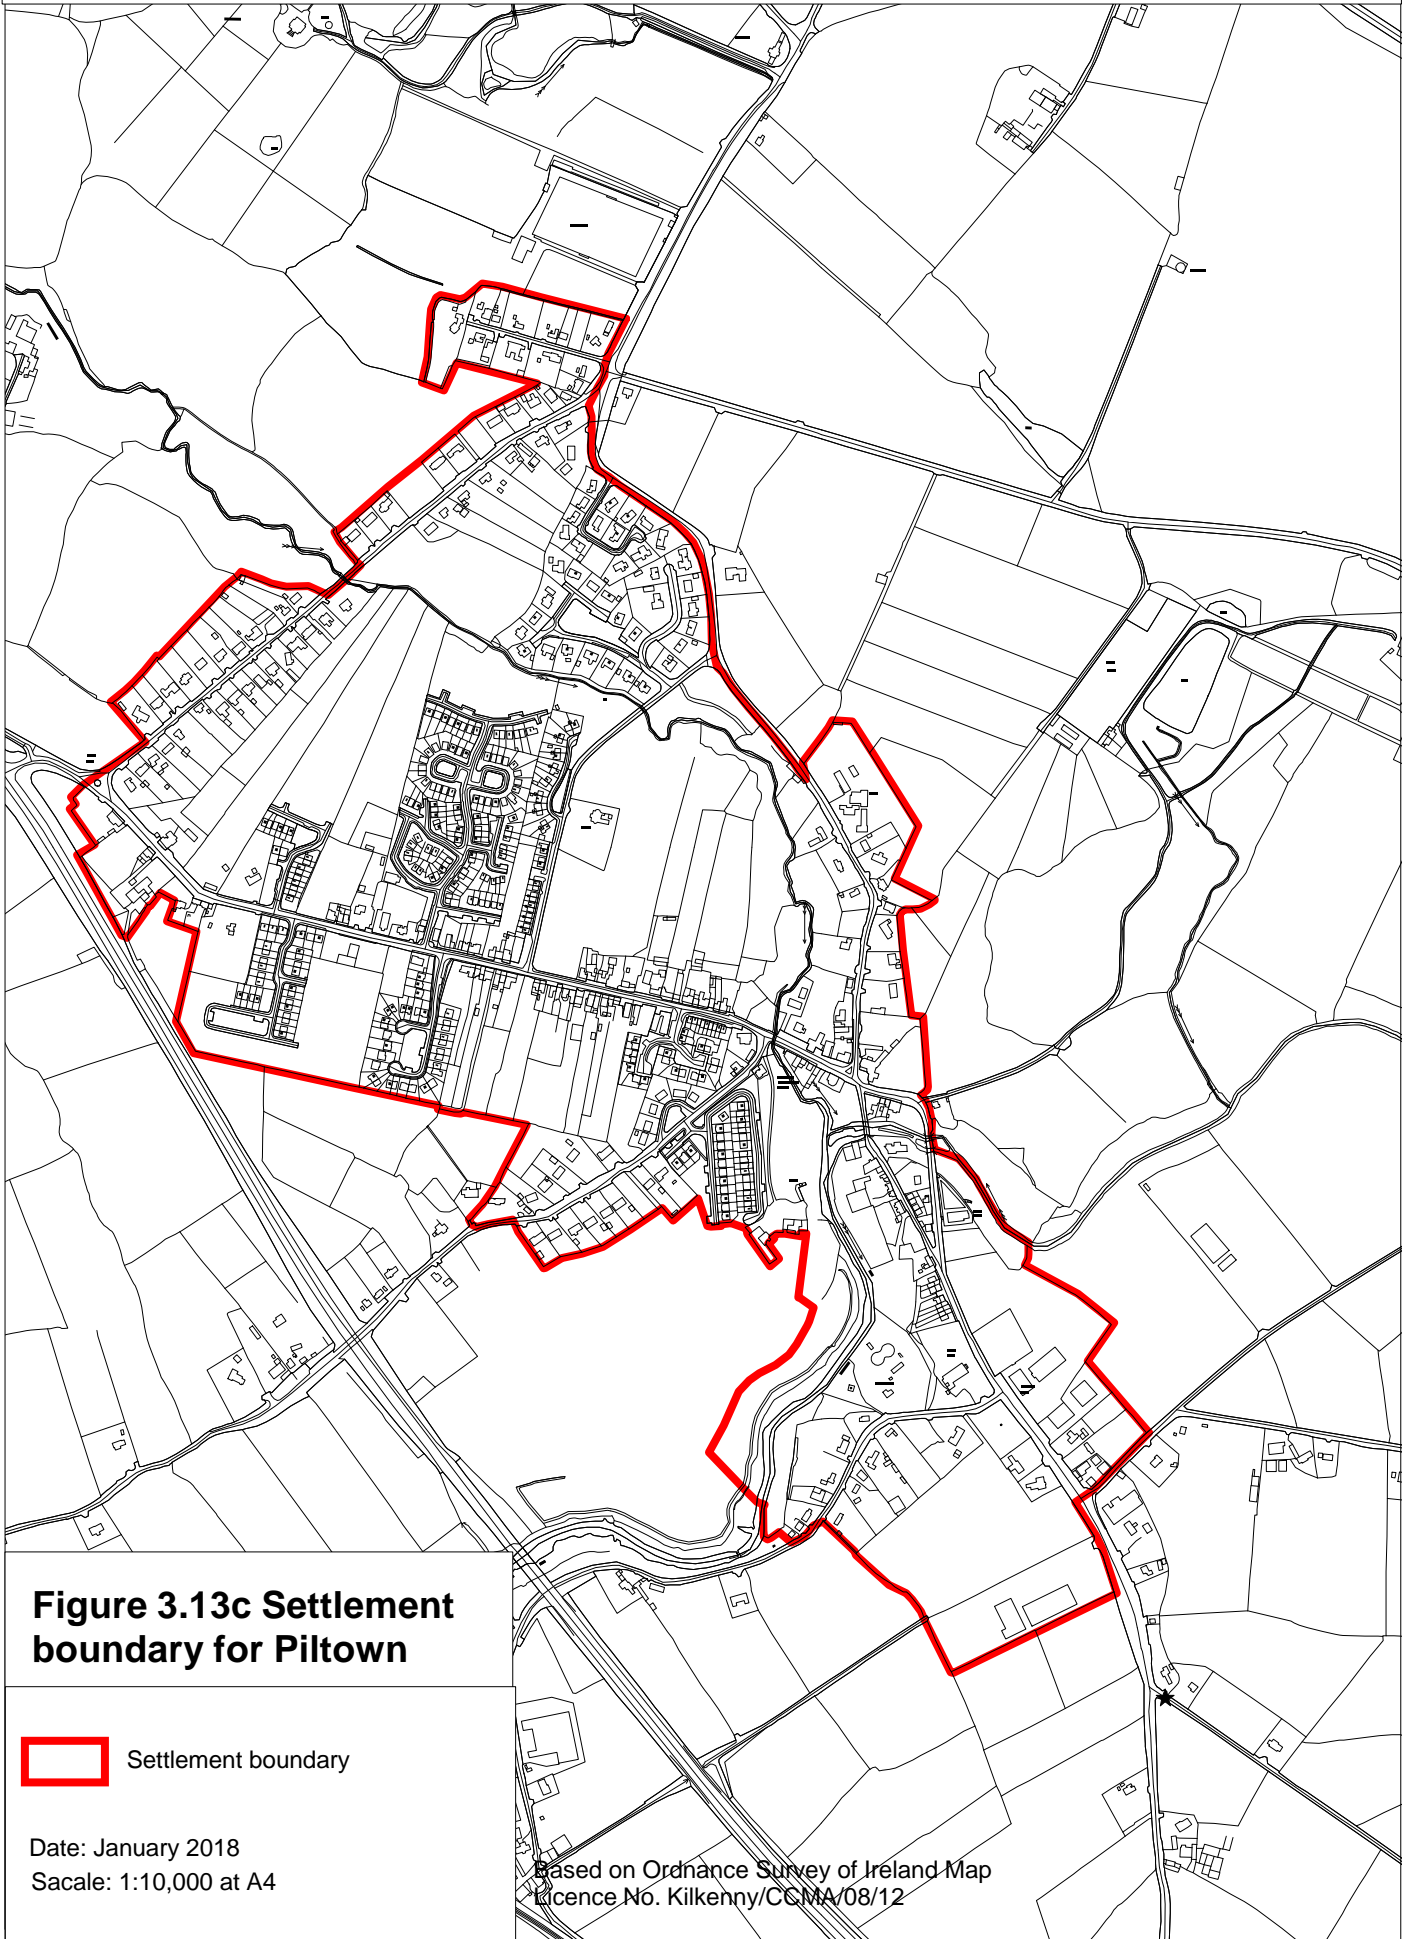 Figure 3.13c Settlement
boundary for Piltown
Settlement boundary
Date: January 2018
Sacale: 1:10,000 at A4
Based on Ordnance Survey of Ireland Map
Licence No. Kilkenny/CCMA/08/12